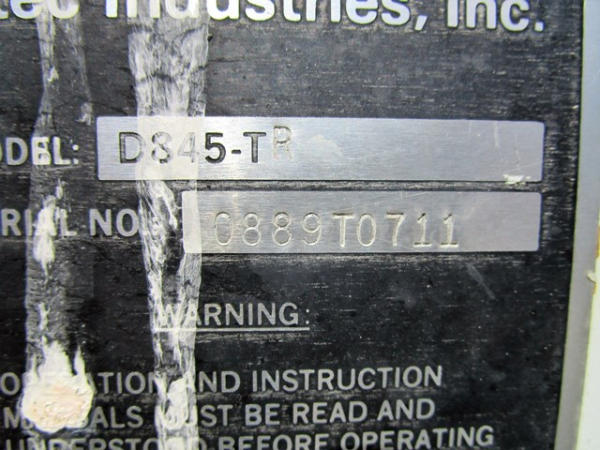 tec Industries, Inc.
ODEL: D845-TR
RIAL NO. 0889T0711
WARNING:
OPERATION AND INSTRUCTION
MUST BE READ AND
UNDERSTOOD BEFORE OPERATING